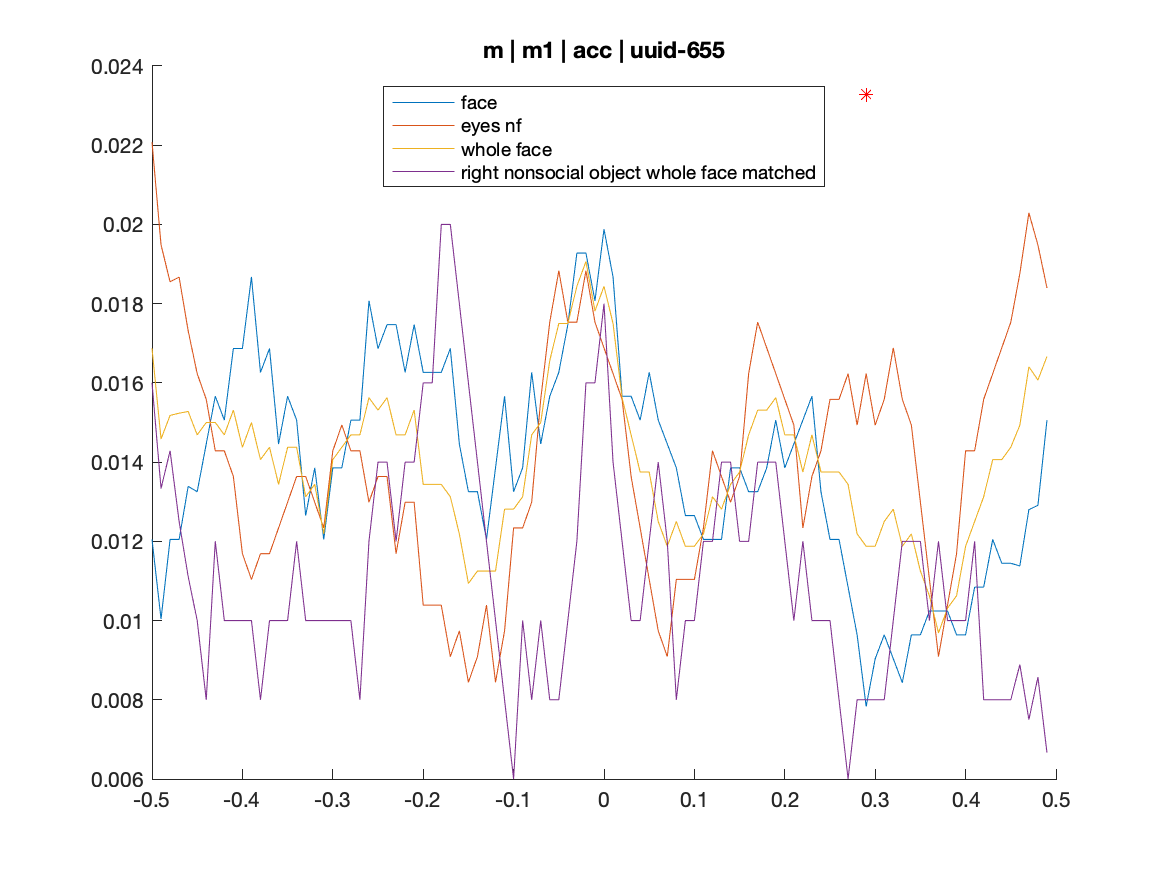 m | m1 | acc | uuid-655
0.024
0.022
0.02
0.018
0.016
0.014
0.012
0.01
0.008
0.006
face
eyes nf
whole face
right nonsocial object whole face matched
-0.5 -0.4 -0.3 -0.2 -0.1 0 0.1 0.2 0.3 0.4 0.5